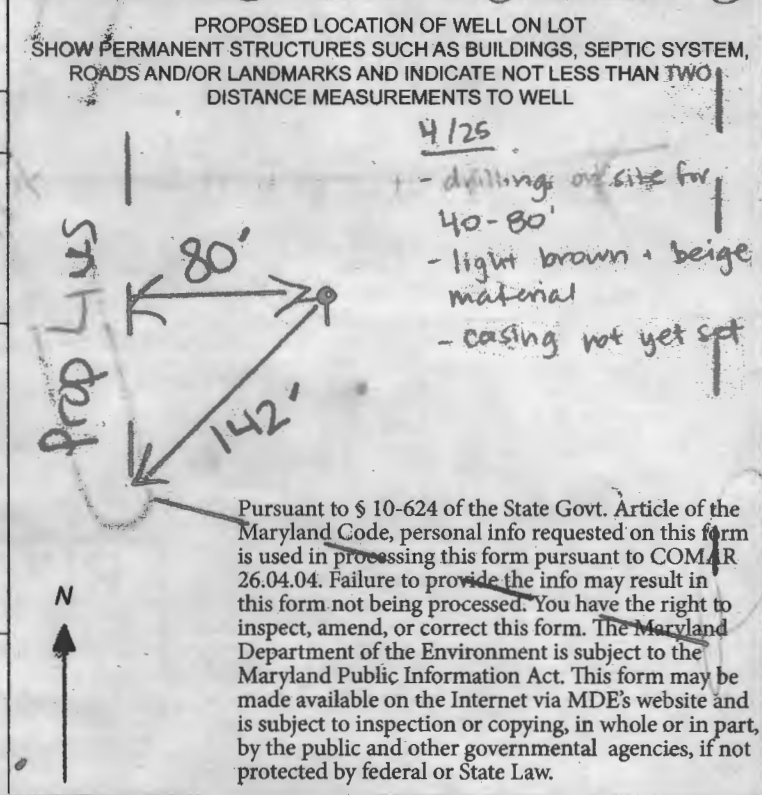 PROPOSED LOCATION OF WELL ON LOT
SHOW PERMANENT STRUCTURES SUCH AS BUILDINGS, SEPTIC SYSTEM,
ROADS AND/OR LANDMARKS AND INDICATE NOT LESS THAN TWO
DISTANCE MEASUREMENTS TO WELL
4/25
- drilling on site for
40-80'
- light brown + beige
material
- casing not yet set
Prop Lines
80'
142'
Pursuant to § 10-624 of the State Govt. Article of the
Maryland Code, personal info requested on this form
is used in processing this form pursuant to COMAR
26.04.04. Failure to provide the info may result in
this form not being processed. You have the right to
inspect, amend, or correct this form. The Maryland
Department of the Environment is subject to the
Maryland Public Information Act. This form may be
made available on the Internet via MDE's website and
is subject to inspection or copying, in whole or in part,
by the public and other governmental agencies, if not
protected by federal or State Law.
N